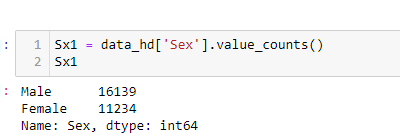 : 1 Sx1 = data_hd['Sex'].value_counts()
2 Sx1
: Male 16139
Female 11234
Name: Sex, dtype: int64